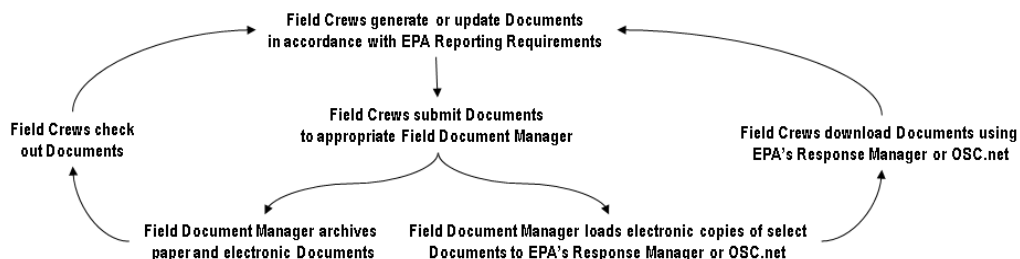 Field Crews generate or update Documents
in accordance with EPA Reporting Requirements
Field Crews submit Documents
to appropriate Field Document Manager
Field Crews check
out Documents
Field Crews download Documents using
EPA's Response Manager or OSC.net
Field Document Manager archives
paper and electronic Documents
Field Document Manager loads electronic copies of select
Documents to EPA's Response Manager or OSC.net